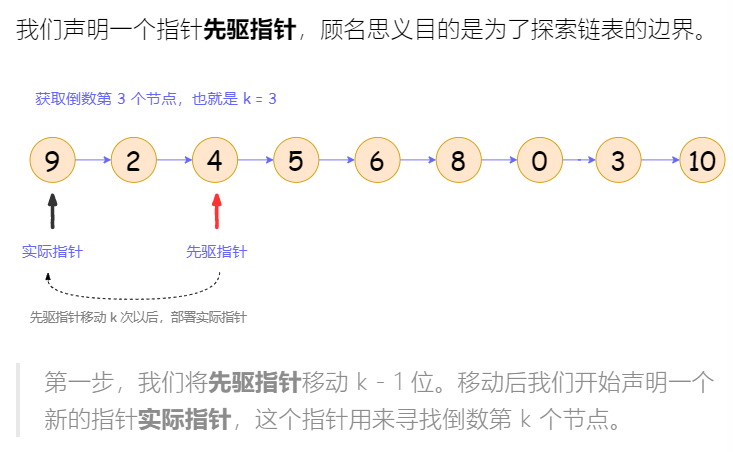 我们声明一个指针先驱指针，顾名思义目的是为了探索链表的边界。
获取倒数第 3 个节点，也就是 k = 3
9 2 4 5 6 8 0 3 10
实际指针 先驱指针
先驱指针移动 k 次以后，部署实际指针
第一步，我们将先驱指针移动 k - 1 位。移动后我们开始声明一个
新的指针实际指针，这个指针用来寻找倒数第 k 个节点。